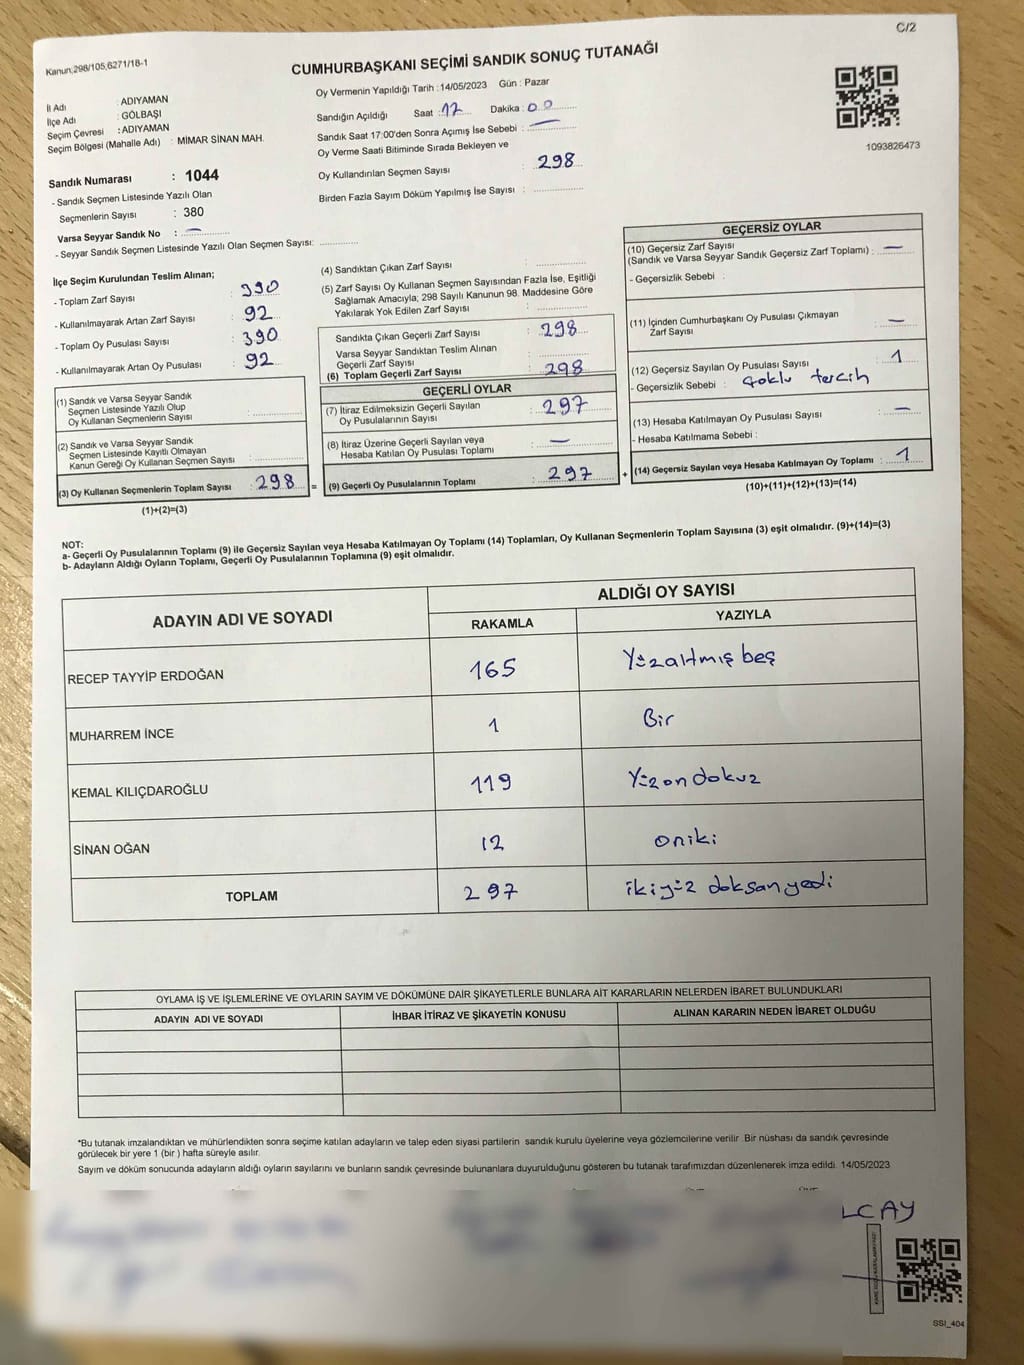 C/2
Kanun;298/105,6271/18-1
CUMHURBAŞKANI SEÇİMİ SANDIK SONUÇ TUTANAĞI
İl Adı : ADIYAMAN
İlçe Adı : GÖLBAŞI
Seçim Çevresi : ADIYAMAN
Seçim Bölgesi (Mahalle Adı) : MİMAR SİNAN MAH.
Oy Vermenin Yapıldığı Tarih :14/05/2023 Gün : Pazar
Sandığın Açıldığı Saat : 17 Dakika : 00
Sandık Saat 17:00'den Sonra Açımış İse Sebebi : —
Oy Verme Saati Bitiminde Sırada Bekleyen ve
Oy Kullandırılan Seçmen Sayısı : 298
Birden Fazla Sayım Döküm Yapılmış İse Sayısı :
1093826473
Sandık Numarası : 1044
- Sandık Seçmen Listesinde Yazılı Olan
Seçmenlerin Sayısı : 380
Varsa Seyyar Sandık No : —
- Seyyar Sandık Seçmen Listesinde Yazılı Olan Seçmen Sayısı:
İlçe Seçim Kurulundan Teslim Alınan;
- Toplam Zarf Sayısı : 390
- Kullanılmayarak Artan Zarf Sayısı : 92
- Toplam Oy Pusulası Sayısı : 390
- Kullanılmayarak Artan Oy Pusulası : 92
(1) Sandık ve Varsa Seyyar Sandık
Seçmen Listesinde Yazılı Olup
Oy Kullanan Seçmenlerin Sayısı :
(2) Sandık ve Varsa Seyyar Sandık
Seçmen Listesinde Kayıtlı Olmayan
Kanun Gereği Oy Kullanan Seçmen Sayısı :
(3) Oy Kullanan Seçmenlerin Toplam Sayısı : 298 =
(1)+(2)=(3)
(4) Sandıktan Çıkan Zarf Sayısı :
(5) Zarf Sayısı Oy Kullanan Seçmen Sayısından Fazla İse, Eşitliği
Sağlamak Amacıyla; 298 Sayılı Kanunun 98. Maddesine Göre
Yakılarak Yok Edilen Zarf Sayısı :
Sandıkta Çıkan Geçerli Zarf Sayısı : 298
Varsa Seyyar Sandıktan Teslim Alınan
Geçerli Zarf Sayısı :
(6) Toplam Geçerli Zarf Sayısı : 298
GEÇERLİ OYLAR
(7) İtiraz Edilmeksizin Geçerli Sayılan
Oy Pusulalarının Sayısı : 297
(8) İtiraz Üzerine Geçerli Sayılan veya
Hesaba Katılan Oy Pusulası Toplamı : —
(9) Geçerli Oy Pusulalarının Toplamı : 297 +
GEÇERSİZ OYLAR
(10) Geçersiz Zarf Sayısı
(Sandık ve Varsa Seyyar Sandık Geçersiz Zarf Toplamı) : —
- Geçersizlik Sebebi :
(11) İçinden Cumhurbaşkanı Oy Pusulası Çıkmayan
Zarf Sayısı : —
(12) Geçersiz Sayılan Oy Pusulası Sayısı : 1
- Geçersizlik Sebebi : Çoklu tercih
(13) Hesaba Katılmayan Oy Pusulası Sayısı : —
- Hesaba Katılmama Sebebi :
(14) Geçersiz Sayılan veya Hesaba Katılmayan Oy Toplamı : 1
(10)+(11)+(12)+(13)=(14)
NOT:
a- Geçerli Oy Pusulalarının Toplamı (9) ile Geçersiz Sayılan veya Hesaba Katılmayan Oy Toplamı (14) Toplamları, Oy Kullanan Seçmenlerin Toplam Sayısına (3) eşit olmalıdır. (9)+(14)=(3)
b- Adayların Aldığı Oyların Toplamı, Geçerli Oy Pusulalarının Toplamına (9) eşit olmalıdır.
ADAYIN ADI VE SOYADI ALDIĞI OY SAYISI
RAKAMLA YAZIYLA
RECEP TAYYİP ERDOĞAN 165 Yüzaltmış beş
MUHARREM İNCE 1 Bir
KEMAL KILIÇDAROĞLU 119 Yüzon dokuz
SİNAN OĞAN 12 oniki
TOPLAM 297 ikiyüz doksan yedi
OYLAMA İŞ VE İŞLEMLERİNE VE OYLARIN SAYIM VE DÖKÜMÜNE DAİR ŞİKAYETLERLE BUNLARA AİT KARARLARIN NELERDEN İBARET BULUNDUKLARI
ADAYIN ADI VE SOYADI İHBAR İTİRAZ VE ŞİKAYETİN KONUSU ALINAN KARARIN NEDEN İBARET OLDUĞU
*Bu tutanak imzalandıktan ve mühürlendikten sonra seçime katılan adayların ve talep eden siyasi partilerin sandık kurulu üyelerine veya gözlemcilerine verilir .Bir nüshası da sandık çevresinde
görülecek bir yere 1 (bir ) hafta süreyle asılır.
Sayım ve döküm sonucunda adayların aldığı oyların sayılarını ve bunların sandık çevresinde bulunanlara duyurulduğunu gösteren bu tutanak tarafımızdan düzenlenerek imza edildi. 14/05/2023
LCAY
SSI_404